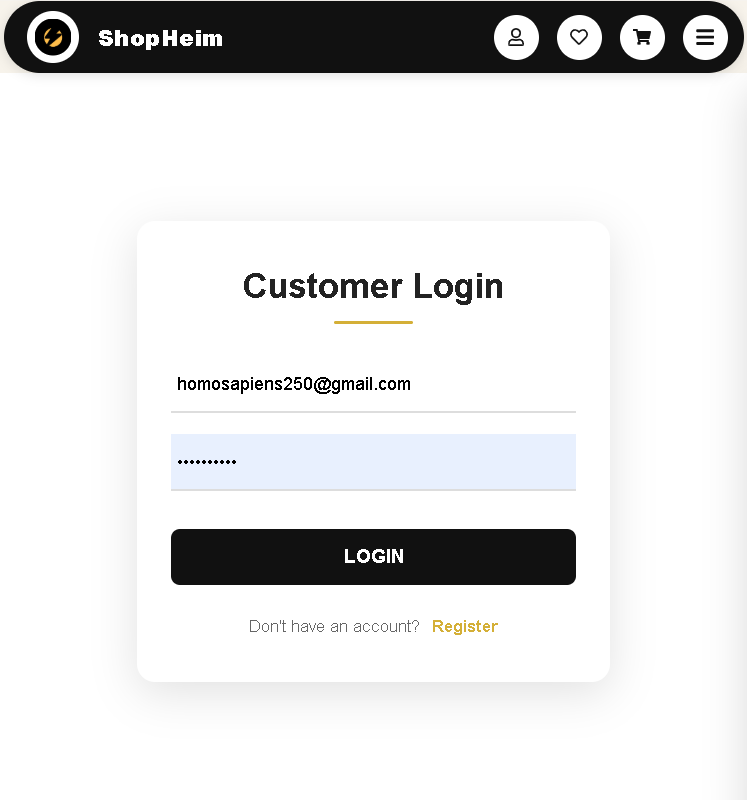 ShopHeim
Customer Login
homosapiens250@gmail.com
••••••••••
LOGIN
Don't have an account? Register